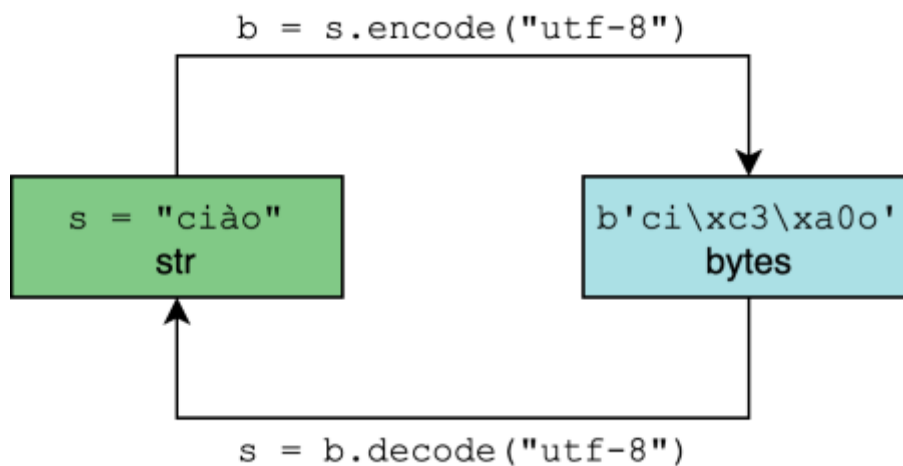 b = s.encode("utf-8")
s = "ciào"
str
b'ci\xc3\xa0o'
bytes
s = b.decode("utf-8")